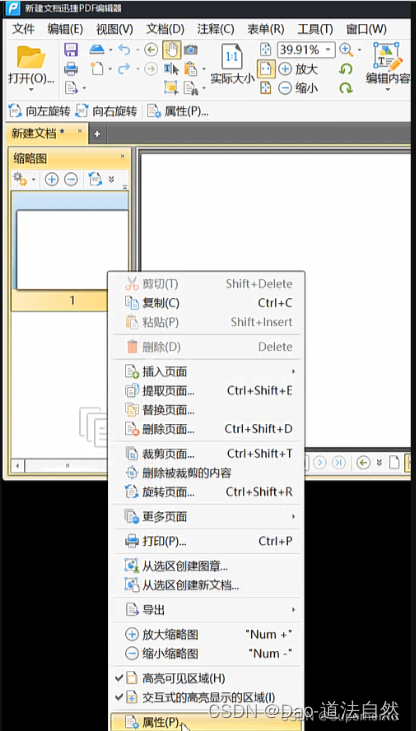 新建文档迅捷PDF编辑器
文件 编辑(E) 视图(V) 文档(D) 注释(C) 表单(R) 工具(T) 窗口(W)
打开(O)...
1:1
39.91%
实际大小
放大
缩小
编辑内容
向左旋转 向右旋转 属性(P)...
新建文档 * × +
缩略图 ×
1
剪切(T) Shift+Delete
复制(C) Ctrl+C
粘贴(P) Shift+Insert
删除(D) Delete
插入页面
提取页面... Ctrl+Shift+E
替换页面...
删除页面... Ctrl+Shift+D
裁剪页面... Ctrl+Shift+T
删除被裁剪的内容
旋转页面... Ctrl+Shift+R
更多页面
打印(P)... Ctrl+P
从选区创建图章...
从选区创建新文档...
导出
放大缩略图 "Num +"
缩小缩略图 "Num -"
高亮可见区域(H)
交互式的高亮显示的区域(I)
属性(P)...
CSDN @Dao-道法自然